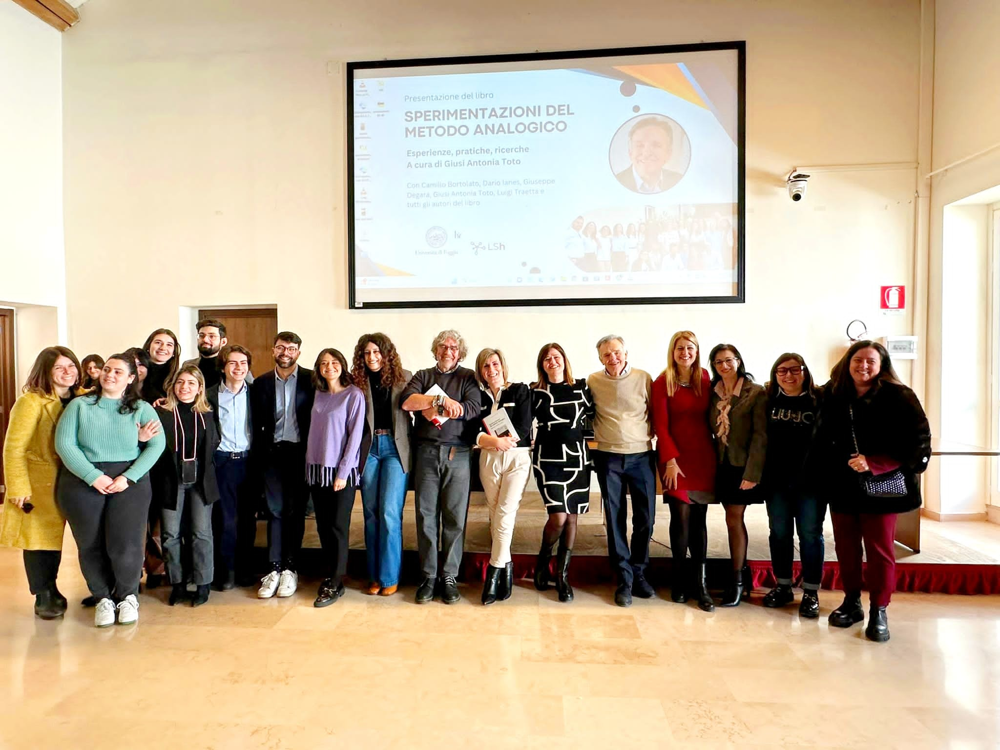 Presentazione del libro
SPERIMENTAZIONI DEL
METODO ANALOGICO
Esperienze, pratiche, ricerche
A cura di Giusi Antonia Toto
Con Camillo Bortolato, Dario Ianes, Giuseppe
Degara, Giusi Antonia Toto, Luigi Traetta e
tutti gli autori del libro
Università di Foggia
LSh
LIU·JO